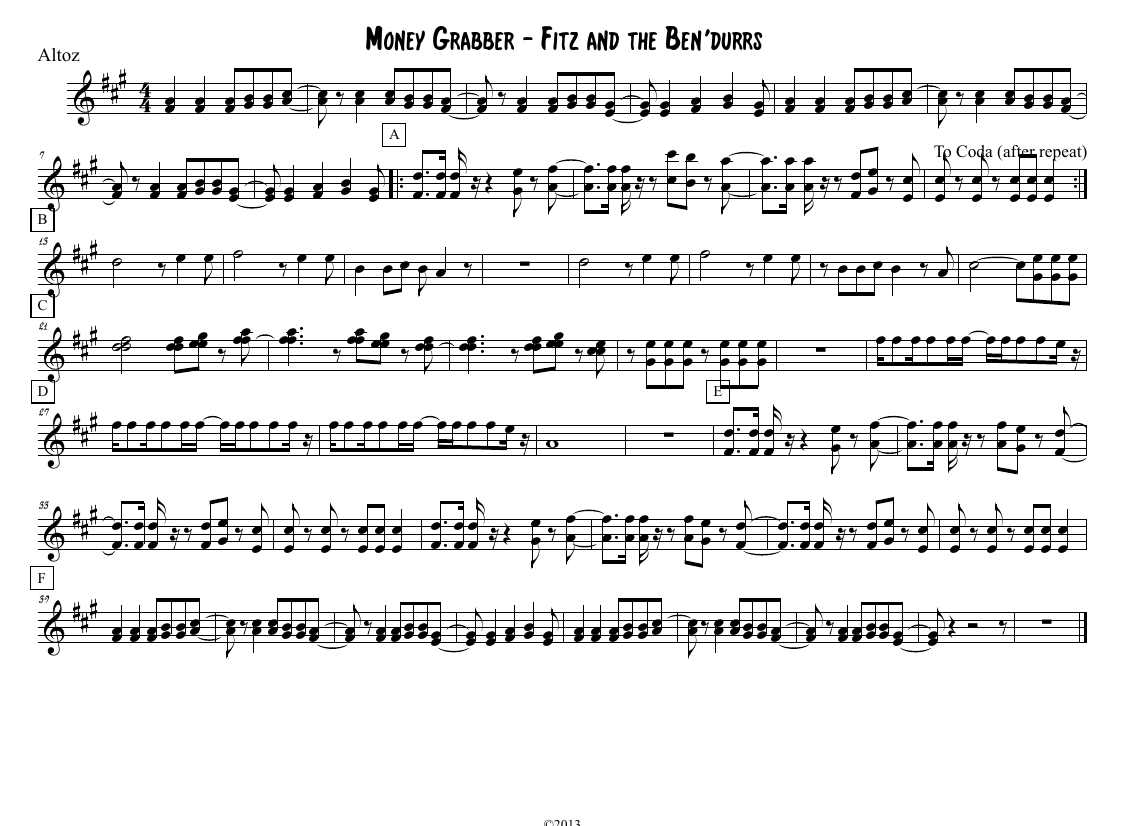 Money Grabber - Fitz and the Ben'durrs
Altoz
4
4
A
7
To Coda (after repeat)
B
13
C
21
D
E
27
33
F
39
©2013